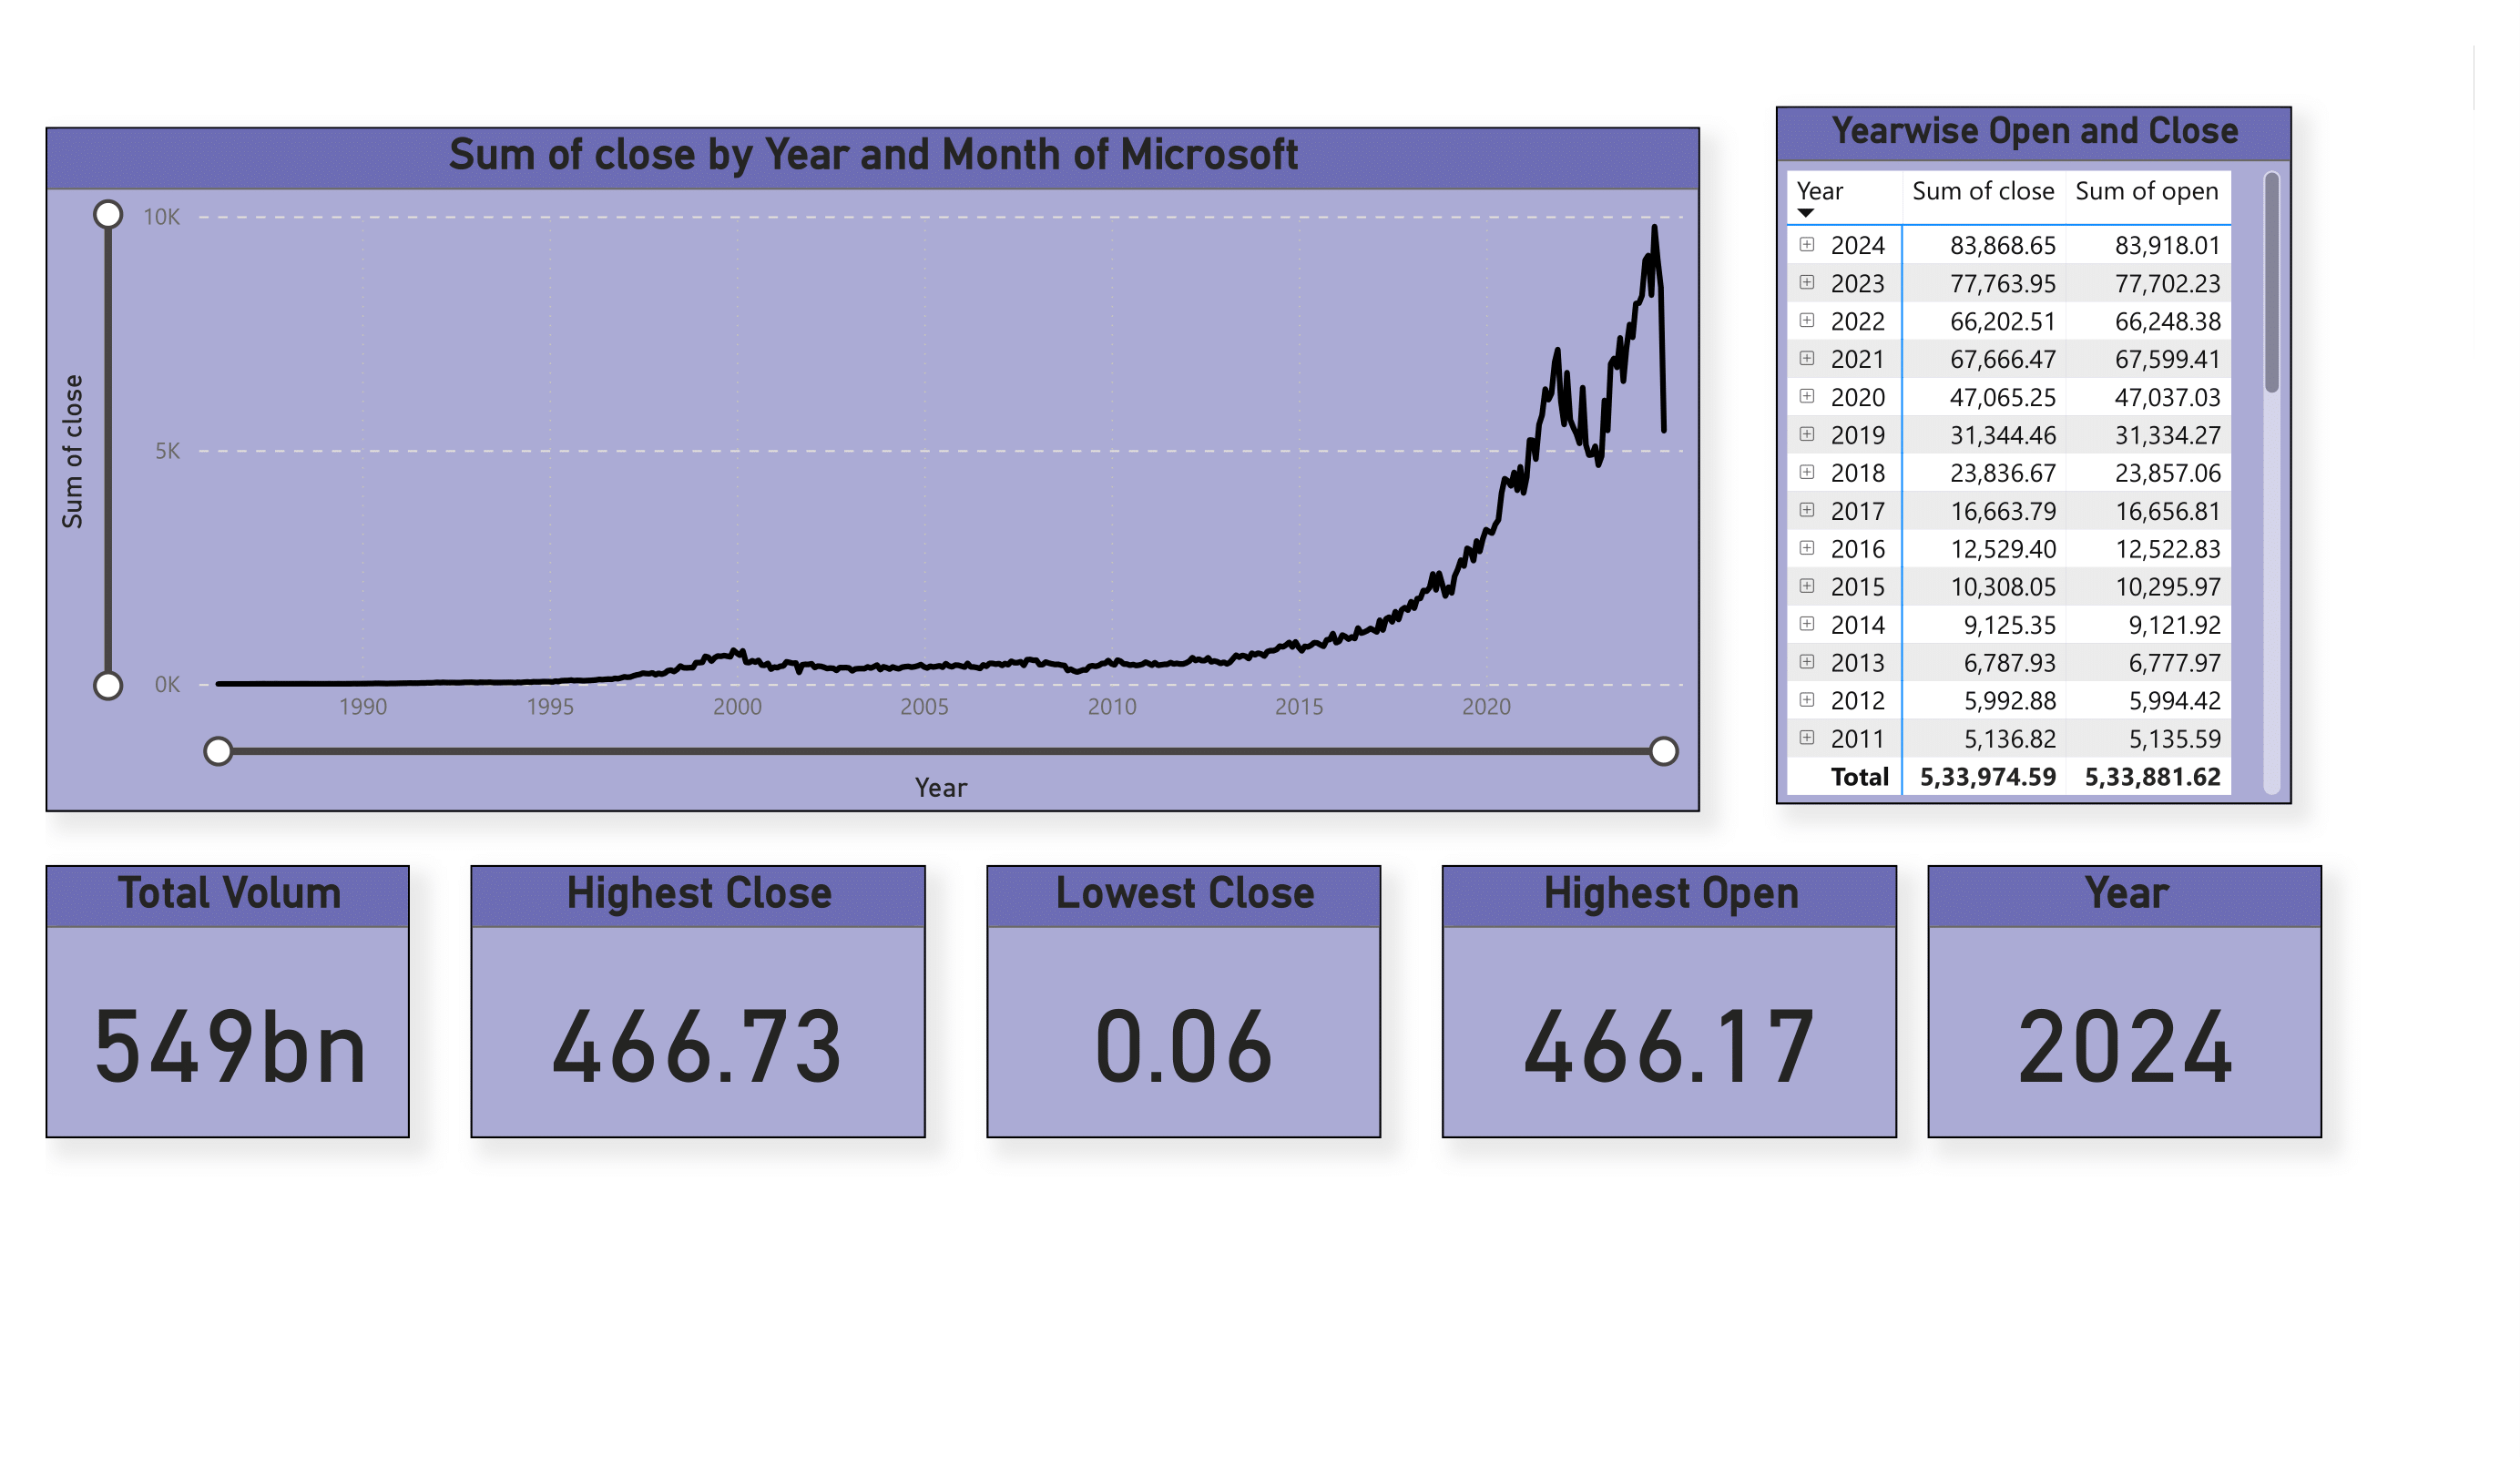 Sum of close by Year and Month of Microsoft
10K
5K
0K
Sum of close
1990 1995 2000 2005 2010 2015 2020
Year
Yearwise Open and Close
Year Sum of close Sum of open
2024 83,868.65 83,918.01
2023 77,763.95 77,702.23
2022 66,202.51 66,248.38
2021 67,666.47 67,599.41
2020 47,065.25 47,037.03
2019 31,344.46 31,334.27
2018 23,836.67 23,857.06
2017 16,663.79 16,656.81
2016 12,529.40 12,522.83
2015 10,308.05 10,295.97
2014 9,125.35 9,121.92
2013 6,787.93 6,777.97
2012 5,992.88 5,994.42
2011 5,136.82 5,135.59
Total 5,33,974.59 5,33,881.62
Total Volum
549bn
Highest Close
466.73
Lowest Close
0.06
Highest Open
466.17
Year
2024